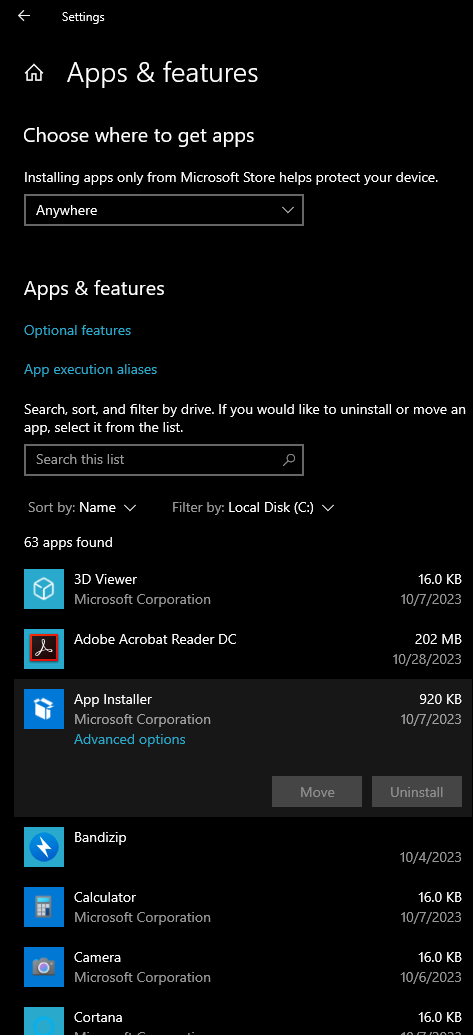 Settings
Apps & features
Choose where to get apps
Installing apps only from Microsoft Store helps protect your device.
Anywhere
Apps & features
Optional features
App execution aliases
Search, sort, and filter by drive. If you would like to uninstall or move an
app, select it from the list.
Search this list
Sort by: Name Filter by: Local Disk (C:)
63 apps found
3D Viewer 16.0 KB
Microsoft Corporation 10/7/2023
Adobe Acrobat Reader DC 202 MB
10/28/2023
App Installer 920 KB
Microsoft Corporation 10/7/2023
Advanced options
Move Uninstall
Bandizip
10/4/2023
Calculator 16.0 KB
Microsoft Corporation 10/7/2023
Camera 16.0 KB
Microsoft Corporation 10/6/2023
Cortana 16.0 KB